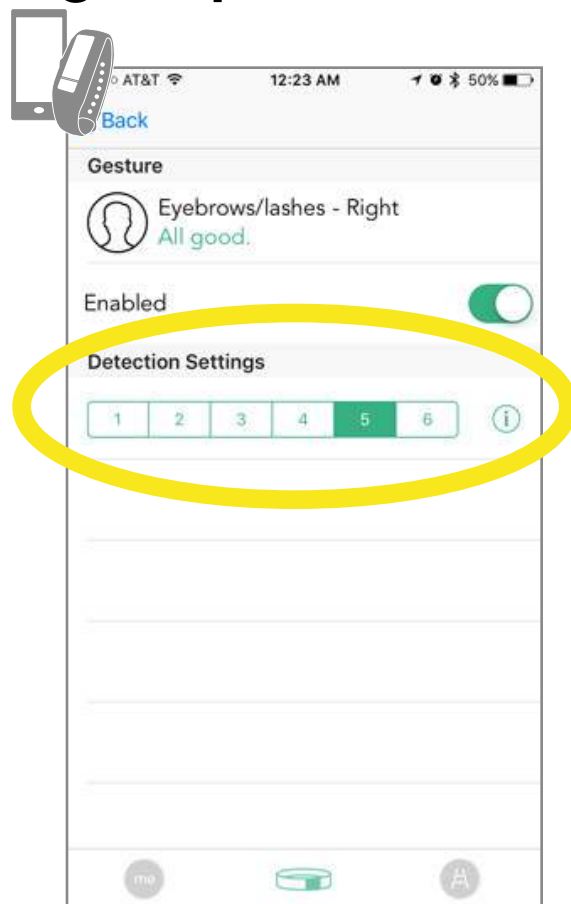 AT&T 12:23 AM 50%
Back
Gesture
Eyebrows/lashes - Right
All good.
Enabled
Detection Settings
1 2 3 4 5 6 i
me